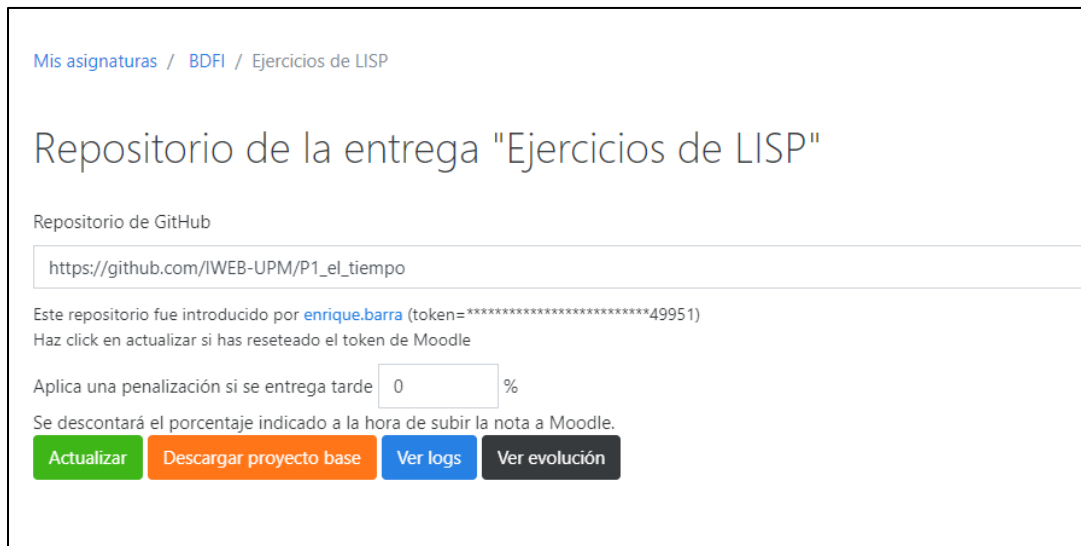 Mis asignaturas / BDFI / Ejercicios de LISP
Repositorio de la entrega "Ejercicios de LISP"
Repositorio de GitHub
https://github.com/IWEB-UPM/P1_el_tiempo
Este repositorio fue introducido por enrique.barra (token=**************************49951)
Haz click en actualizar si has reseteado el token de Moodle
Aplica una penalización si se entrega tarde 0 %
Se descontará el porcentaje indicado a la hora de subir la nota a Moodle.
Actualizar Descargar proyecto base Ver logs Ver evolución